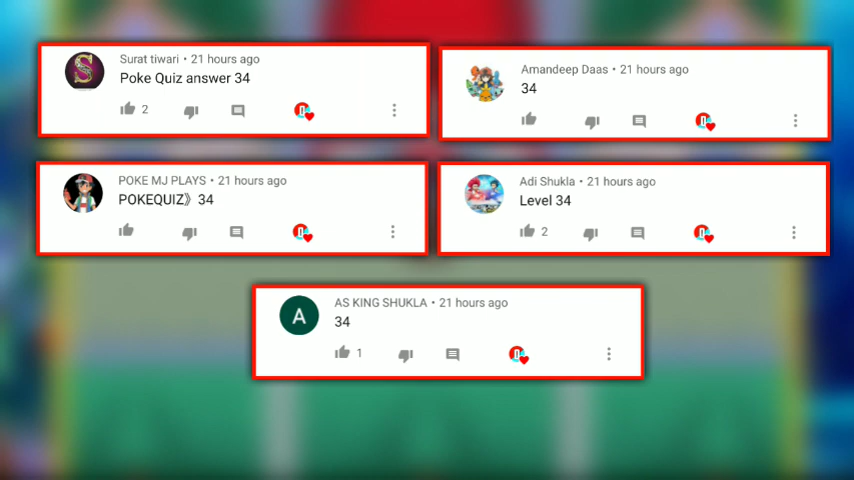 Surat tiwari • 21 hours ago
Poke Quiz answer 34
2
Amandeep Daas • 21 hours ago
34
POKE MJ PLAYS • 21 hours ago
POKEQUIZ》34
Adi Shukla • 21 hours ago
Level 34
2
AS KING SHUKLA • 21 hours ago
A
34
1